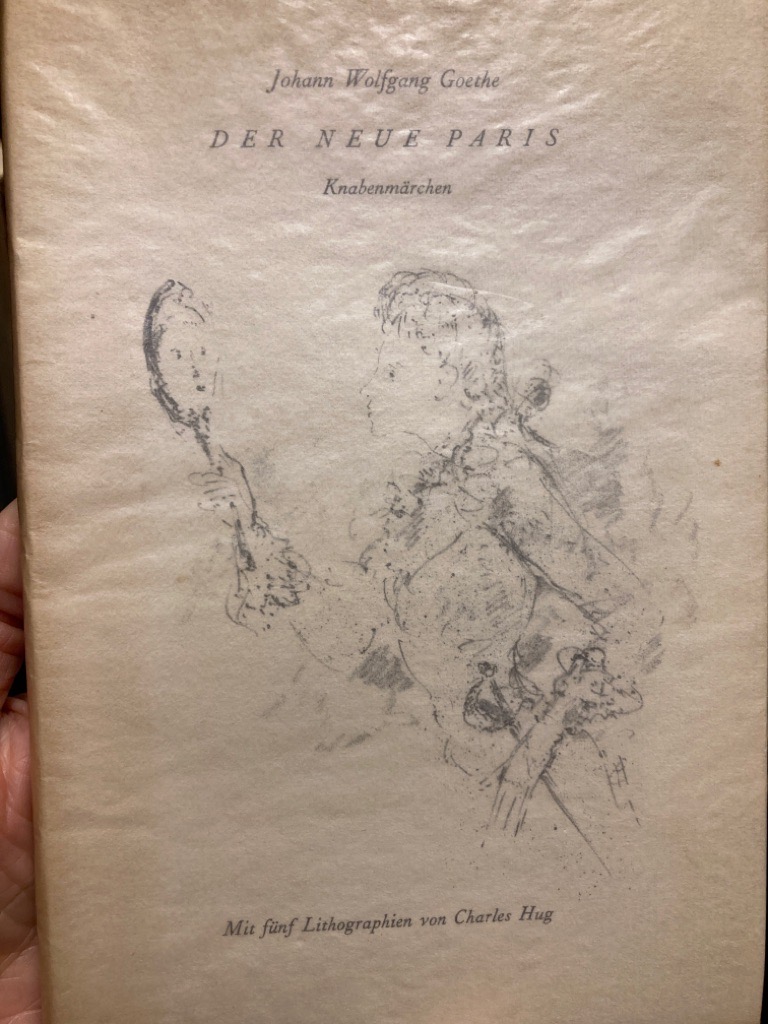 Johann Wolfgang Goethe
DER NEUE PARIS
Knabenmärchen
Mit fünf Lithographien von Charles Hug